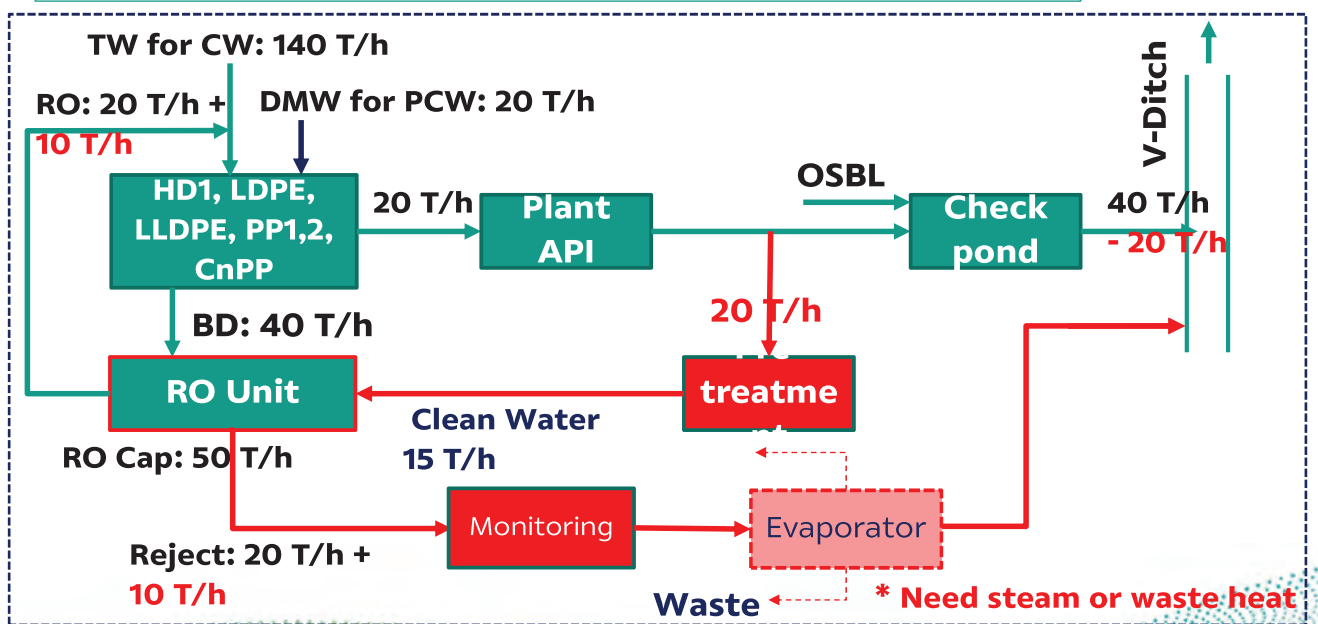 TW for CW: 140 T/h
RO: 20 T/h +
10 T/h
DMW for PCW: 20 T/h
HD1, LDPE,
LLDPE, PP1,2,
CnPP
20 T/h
Plant
API
OSBL
Check
pond
40 T/h
- 20 T/h
V-Ditch
BD: 40 T/h
20 T/h
RO Unit
treatme
Clean Water
15 T/h
RO Cap: 50 T/h
Monitoring
Evaporator
Reject: 20 T/h +
10 T/h
Waste
* Need steam or waste heat